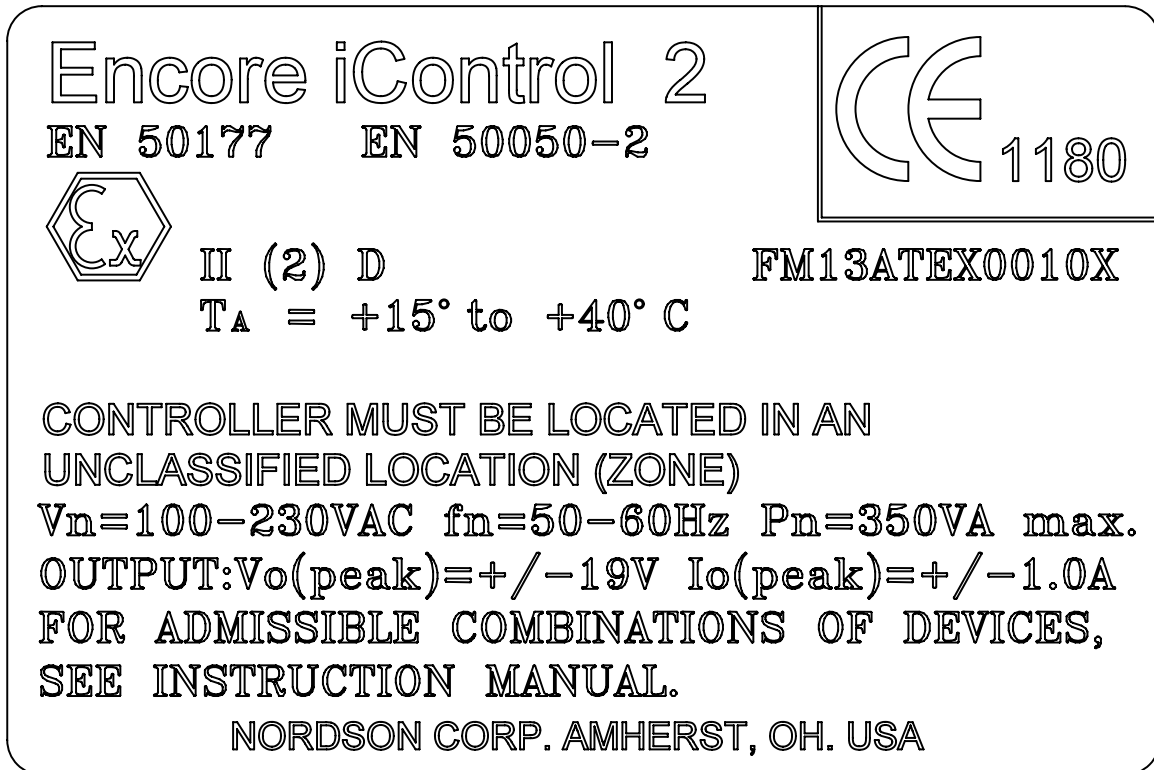 Encore iControl 2
EN 50177 EN 50050-2
CE 1180
Ex
II (2) D FM13ATEX0010X
TA = +15° to +40° C
CONTROLLER MUST BE LOCATED IN AN
UNCLASSIFIED LOCATION (ZONE)
Vn=100-230VAC fn=50-60Hz Pn=350VA max.
OUTPUT:Vo(peak)=+/-19V Io(peak)=+/-1.0A
FOR ADMISSIBLE COMBINATIONS OF DEVICES,
SEE INSTRUCTION MANUAL.
NORDSON CORP. AMHERST, OH. USA